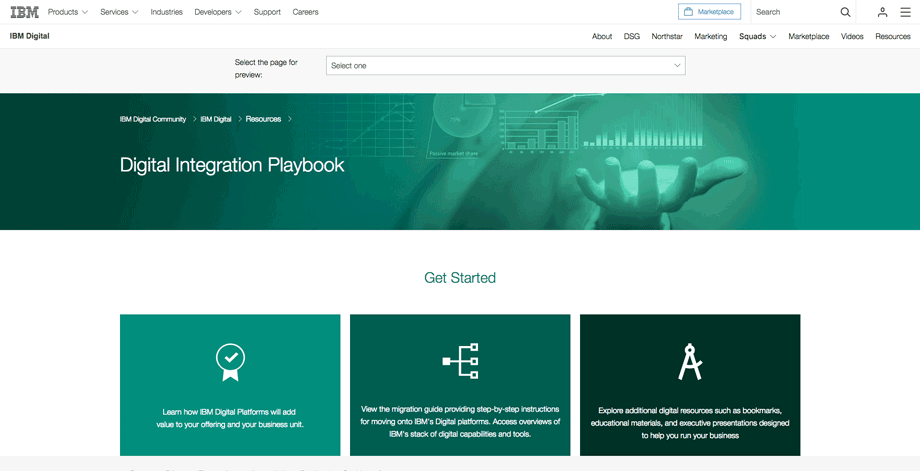 IBM Products Services Industries Developers Support Careers Marketplace Search
IBM Digital About DSG Northstar Marketing Squads Marketplace Videos Resources
Select the page for
preview:
Select one
IBM Digital Community IBM Digital Resources
Digital Integration Playbook
75%
Passive market share
Get Started
Learn how IBM Digital Platforms will add
value to your offering and your business unit.
View the migration guide providing step-by-step instructions
for moving onto IBM's Digital platforms. Access overviews of
IBM's stack of digital capabilities and tools.
Explore additional digital resources such as bookmarks,
educational materials, and executive presentations designed
to help you run your business